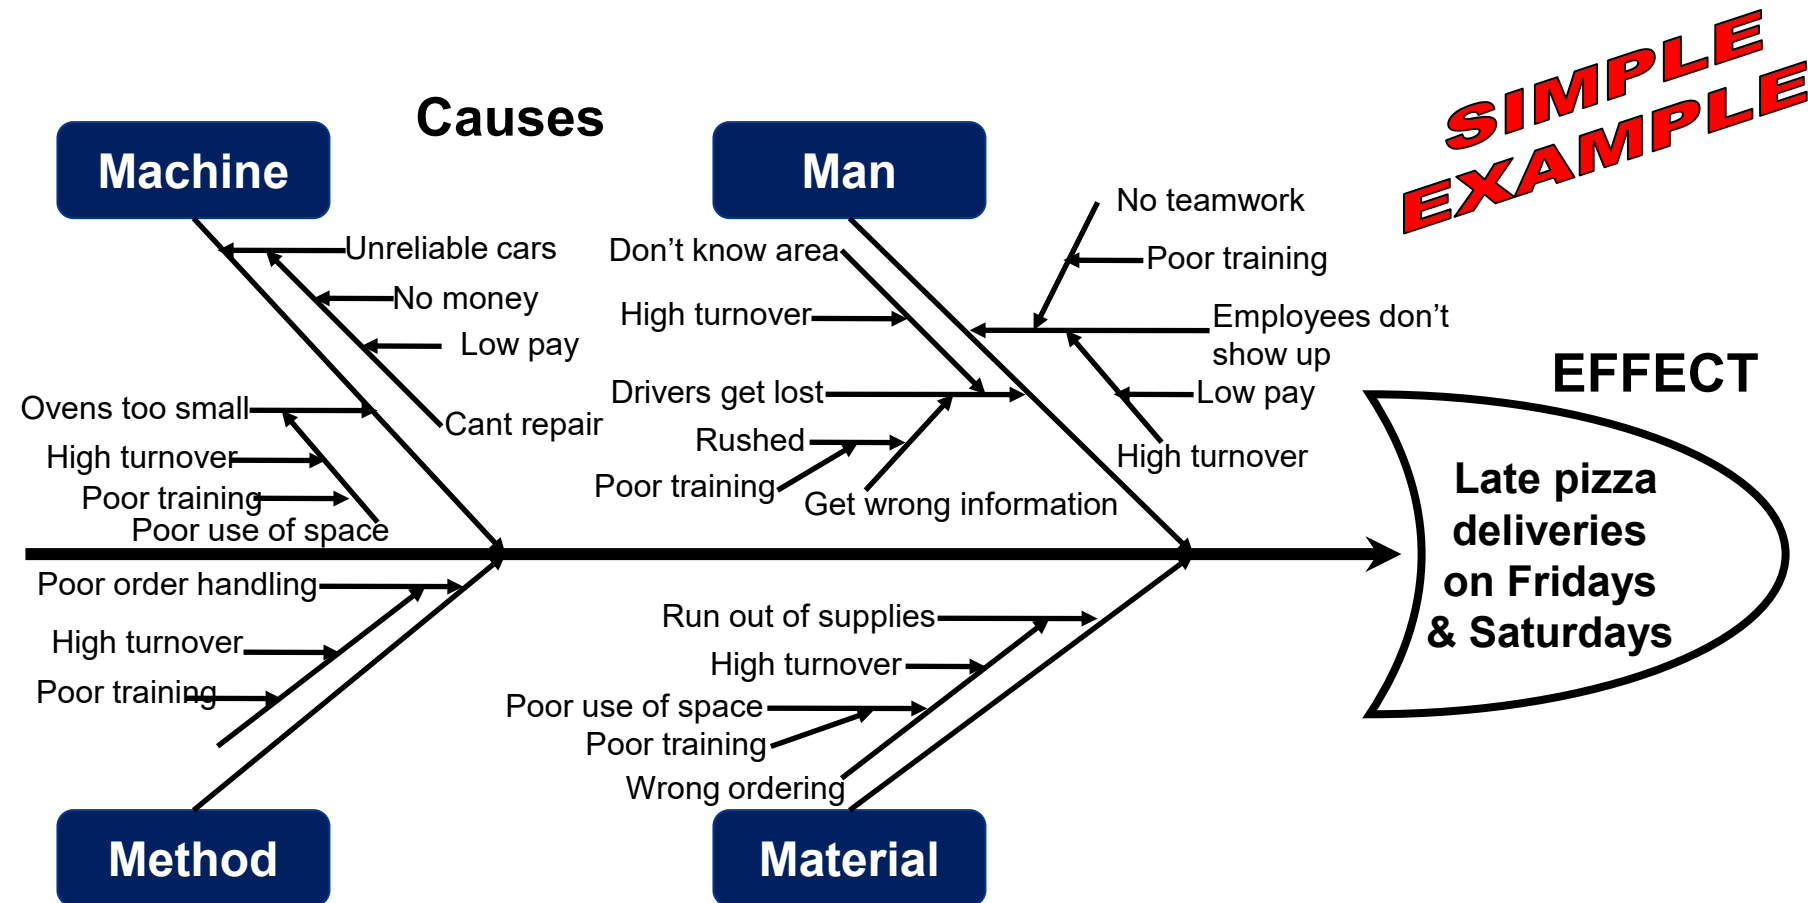 SIMPLE
EXAMPLE
Causes
Machine
Man
No teamwork
Unreliable cars
Don’t know area
Poor training
No money
High turnover
Employees don’t
show up
Low pay
EFFECT
Ovens too small
Cant repair
Drivers get lost
Low pay
High turnover
Rushed
High turnover
Poor training
Poor training
Get wrong information
Poor use of space
Late pizza
deliveries
on Fridays
& Saturdays
Poor order handling
Run out of supplies
High turnover
High turnover
Poor training
Poor use of space
Poor training
Wrong ordering
Method
Material